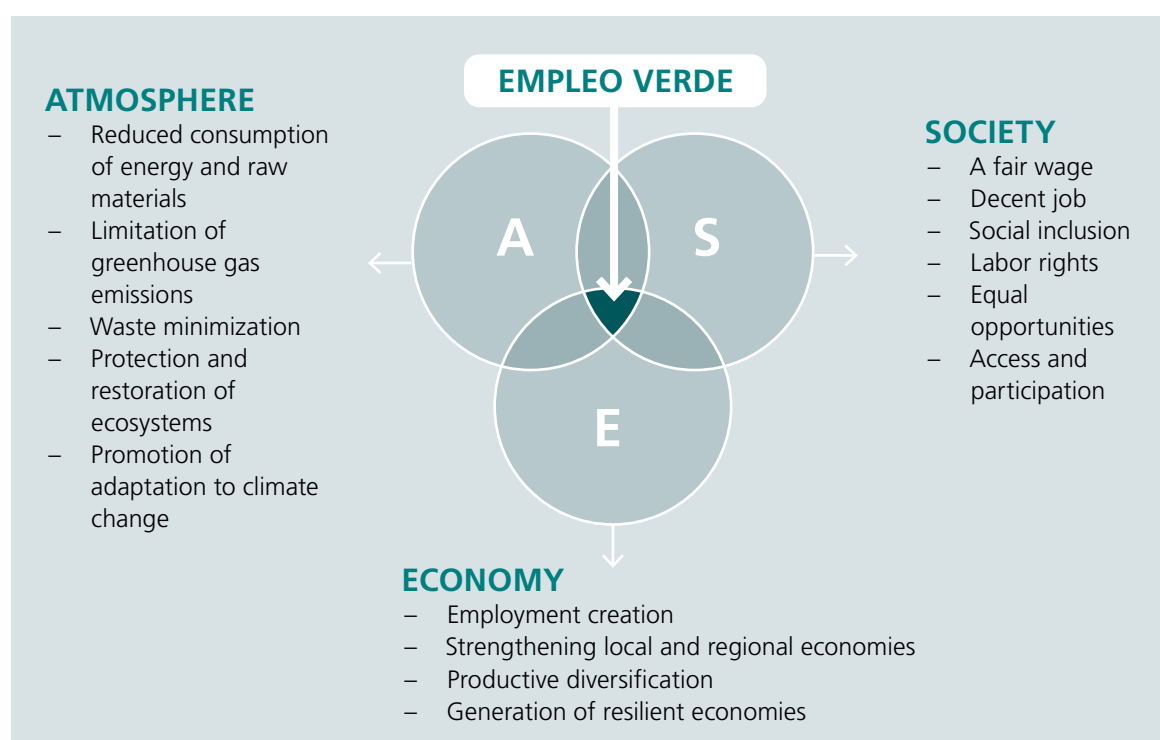 EMPLEO VERDE
ATMOSPHERE
– Reduced consumption
of energy and raw
materials
– Limitation of
greenhouse gas
emissions
– Waste minimization
– Protection and
restoration of
ecosystems
– Promotion of
adaptation to climate
change
A
S
E
SOCIETY
– A fair wage
– Decent job
– Social inclusion
– Labor rights
– Equal
opportunities
– Access and
participation
ECONOMY
– Employment creation
– Strengthening local and regional economies
– Productive diversification
– Generation of resilient economies